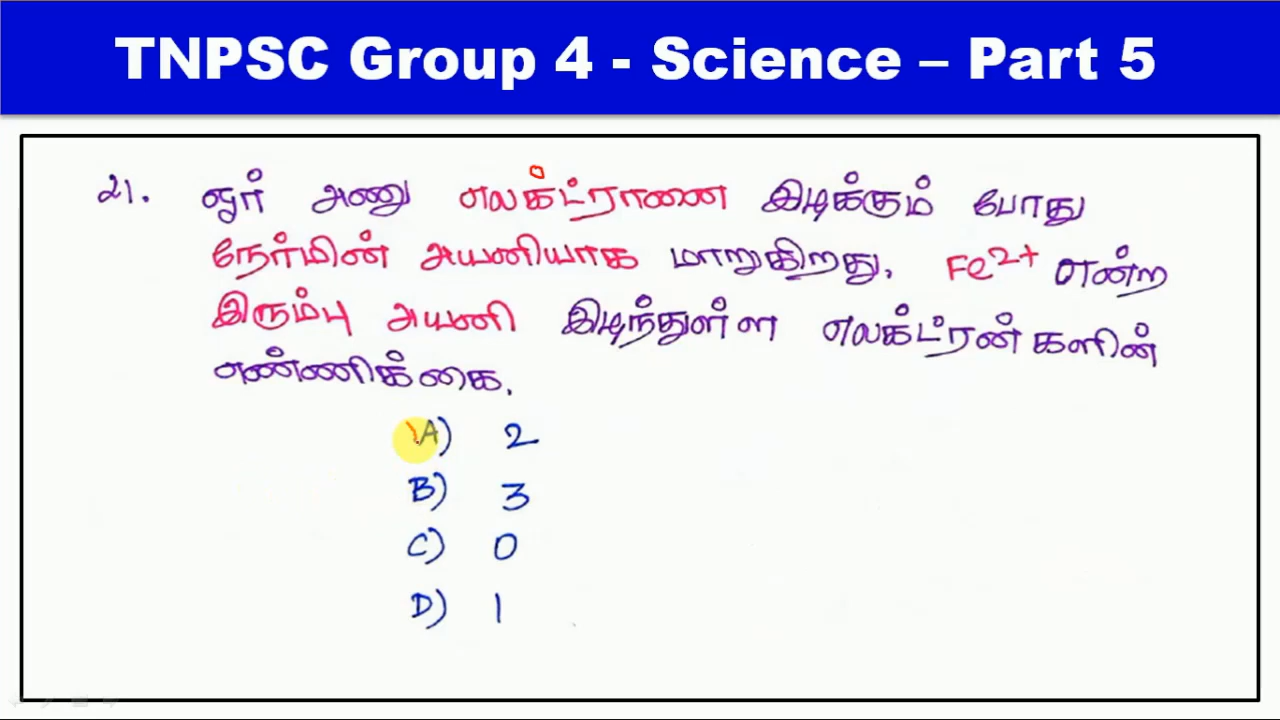 TNPSC Group 4 - Science – Part 5
21. ஓர் அணு எலக்ட்ரானை இழக்கும் போது
நேர்மின் அயனியாக மாறுகிறது. Fe²⁺ என்ற
இரும்பு அயனி இழந்துள்ள எலக்ட்ரன்களின்
எண்ணிக்கை.
A) 2
B) 3
C) 0
D) 1